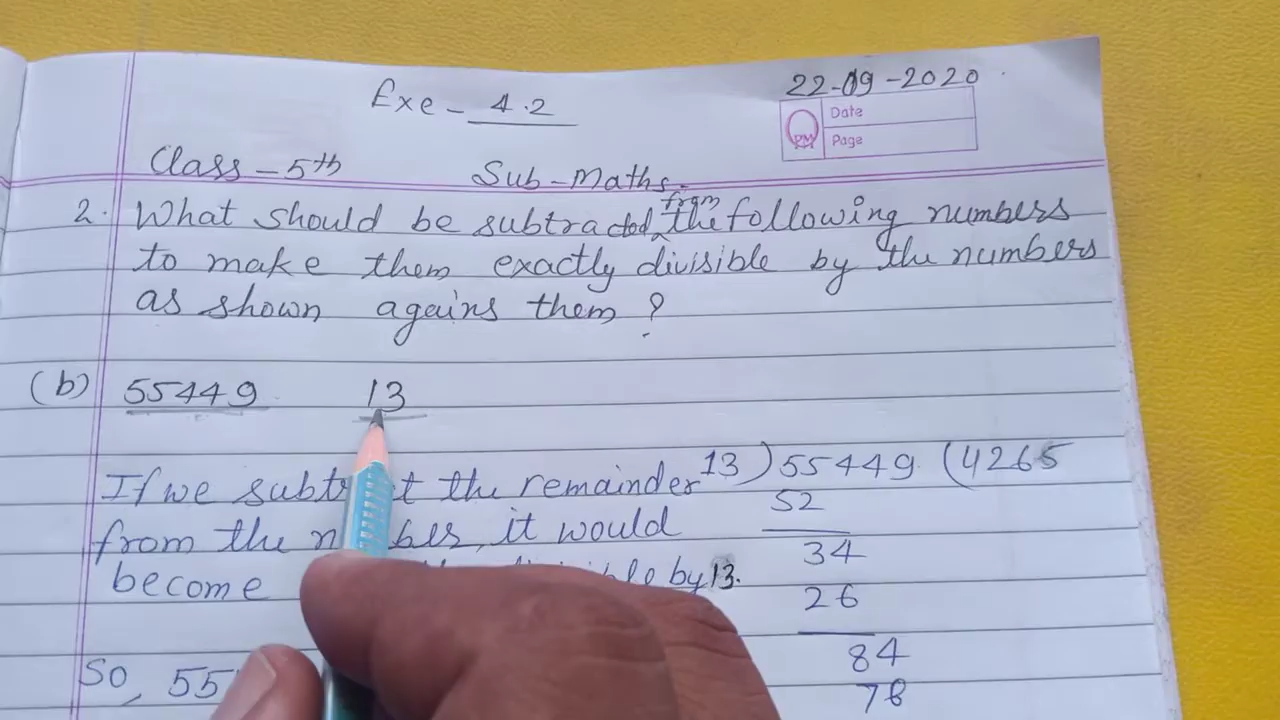 22-09-2020
Exe- 4.2
Date
RM
Page
Class - 5th Sub-Maths-
2. What should be subtracted from the following numbers
to make them exactly divisible by the numbers
as shown agains them ?
(b) 55449 13
If we subtract the remainder
from the it would
become by 13.
So, 55
13 ) 55449 ( 4265
52
34
26
84
78